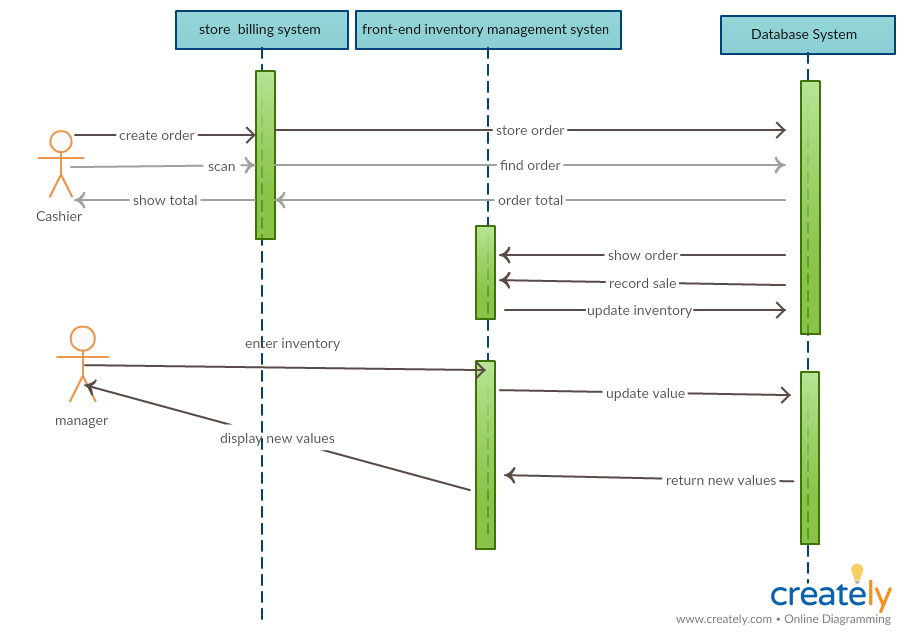 store  billing system
front-end inventory management systen
Database System
create order
store order
scan
find order
show total
order total
Cashier
show order
record sale
update inventory
enter inventory
update value
manager
display new values
return new values
creately
www.creately.com • Online Diagramming